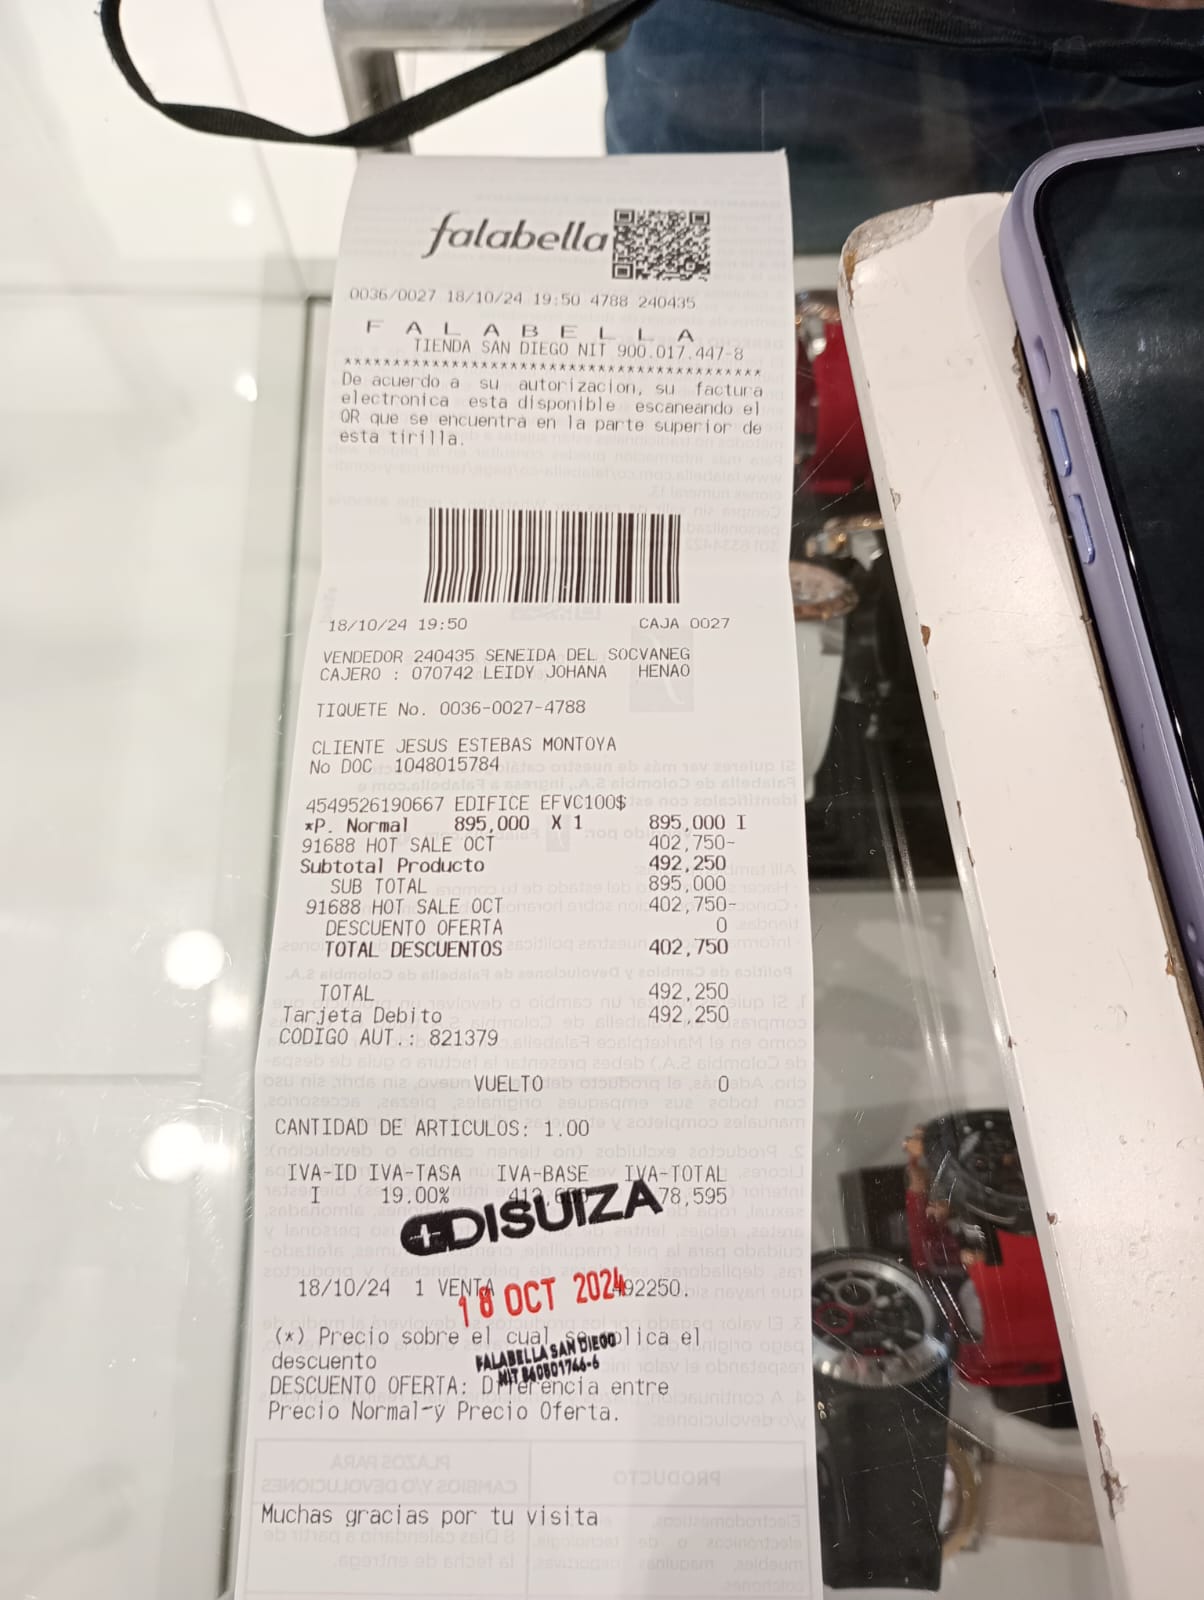 falabella
0036/0027 18/10/24 19:50 4788 240435
F A L A B E L L A
TIENDA SAN DIEGO NIT 900.017.447-8
*******************************************
De acuerdo a su autorizacion, su factura
electronica esta disponible escaneando el
QR que se encuentra en la parte superior de
esta tirilla.
18/10/24 19:50 CAJA 0027
VENDEDOR 240435 SENEIDA DEL SOCVANEG
CAJERO : 070742 LEIDY JOHANA HENAO
TIQUETE No. 0036-0027-4788
CLIENTE JESUS ESTEBAS MONTOYA
No DOC 1048015784
4549526190667 EDIFICE EFVC100$
*P. Normal 895,000 X 1 895,000 I
91688 HOT SALE OCT 402,750-
Subtotal Producto 492,250
SUB TOTAL 895,000
91688 HOT SALE OCT 402,750-
DESCUENTO OFERTA 0
TOTAL DESCUENTOS 402,750
TOTAL 492,250
Tarjeta Debito 492,250
CODIGO AUT.: 821379
VUELTO 0
CANTIDAD DE ARTICULOS: 1.00
IVA-ID IVA-TASA IVA-BASE IVA-TOTAL
I 19.00% 78,595
DISUIZA
18/10/24 1 VENTA 492250.
18 OCT 2024
(*) Precio sobre el cual se aplica el
descuento
FALABELLA SAN DIEGO
DESCUENTO OFERTA: Diferencia entre
Precio Normal-y Precio Oferta.
Muchas gracias por tu visita